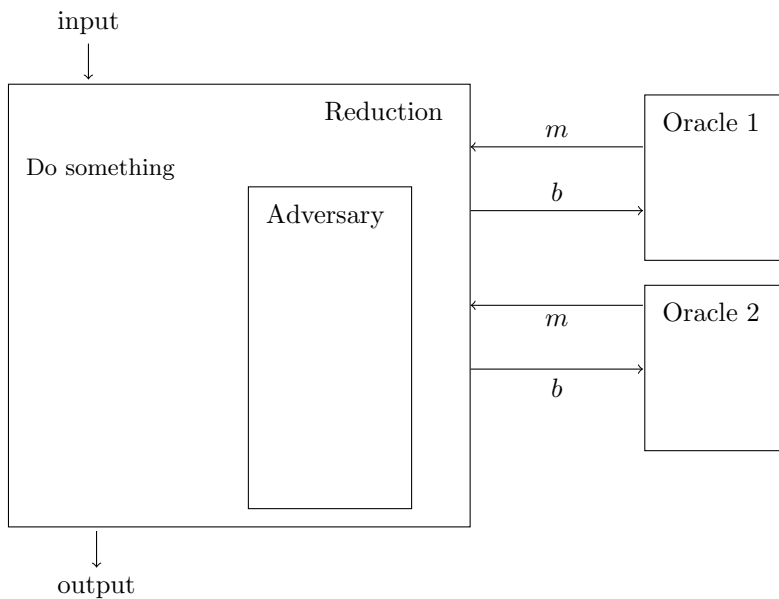 input
Reduction
Do something
Adversary
m
b
Oracle 1
m
b
Oracle 2
output